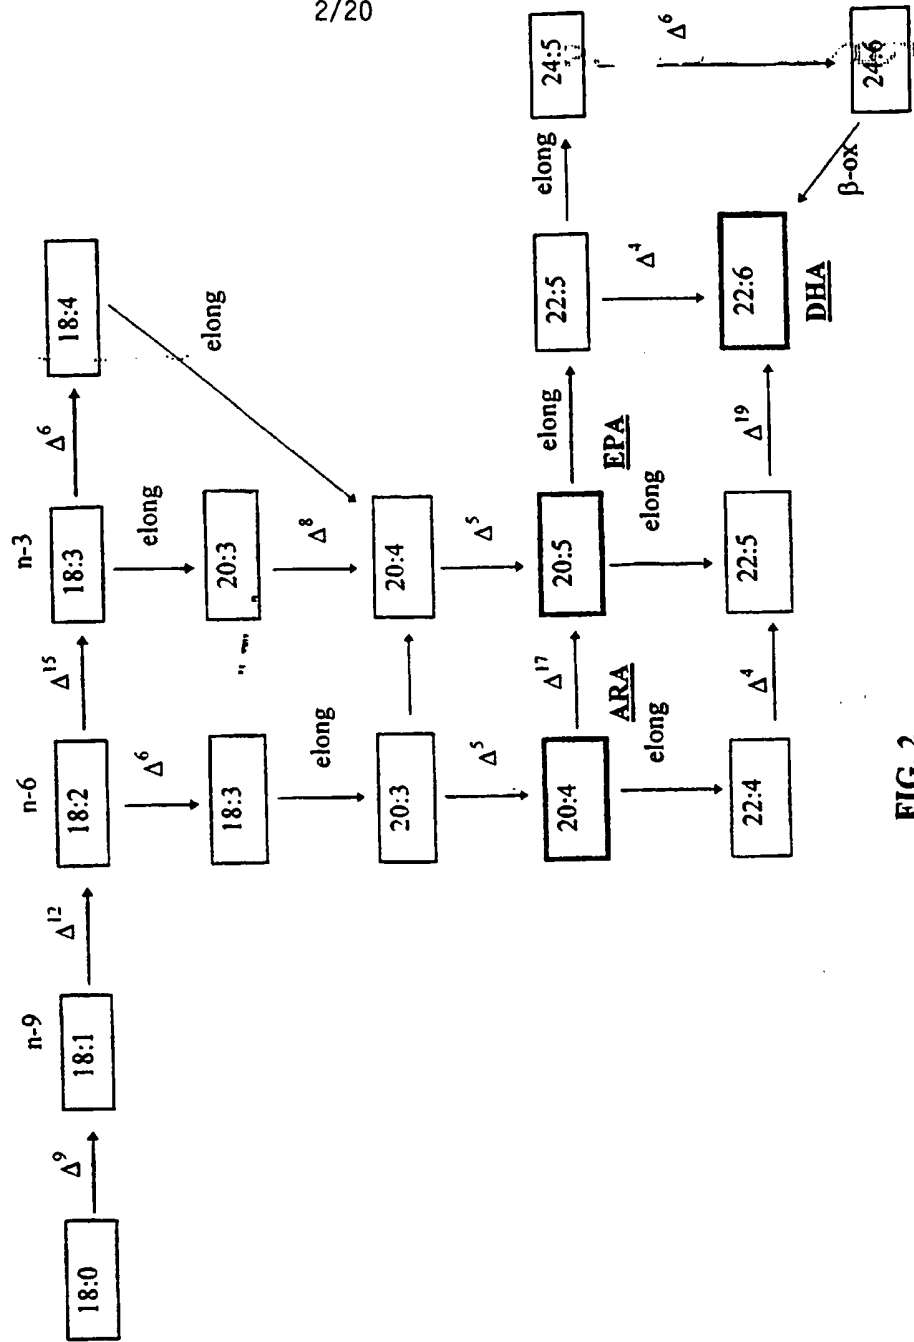 2/20
n-9
n-6
n-3
18:0
Δ⁹
18:1
Δ¹²
18:2
Δ¹⁵
18:3
Δ⁶
18:4
Δ⁶
elong
elong
18:3
20:3
elong
Δ⁸
20:3
20:4
Δ⁵
Δ⁵
20:4
Δ¹⁷
20:5
elong
22:5
elong
24:5
ARA
EPA
elong
elong
Δ⁴
Δ⁶
22:4
Δ⁴
22:5
Δ¹⁹
22:6
β-ox
24:6
DHA
FIG. 2